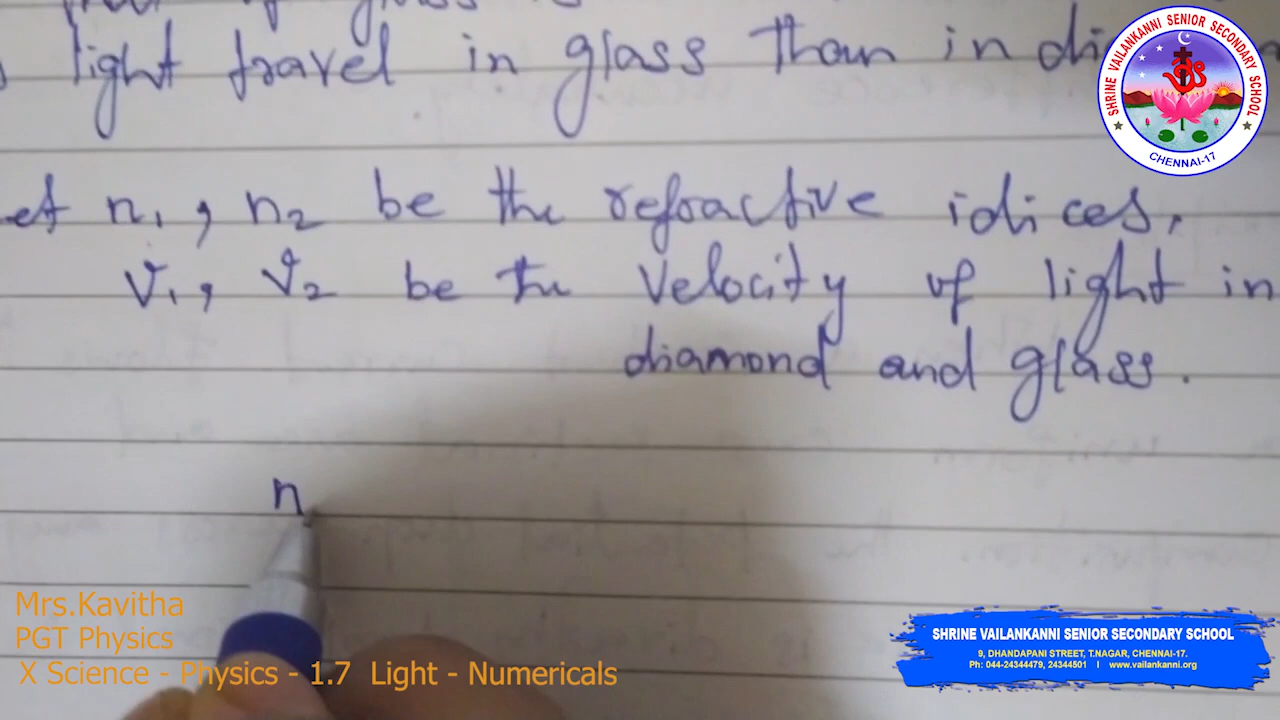 of glass is
light travel in glass than in di
et n₁, n₂ be the refractive idices.
v₁, v₂ be the velocity of light in
diamond and glass.
n
SHRINE VAILANKANNI SENIOR SECONDARY SCHOOL
CHENNAI-17
Mrs.Kavitha
PGT Physics
X Science - Physics - 1.7 Light - Numericals
SHRINE VAILANKANNI SENIOR SECONDARY SCHOOL
9, DHANDAPANI STREET, T.NAGAR, CHENNAI-17.
Ph: 044-24344479, 24344501 | www.vailankanni.org